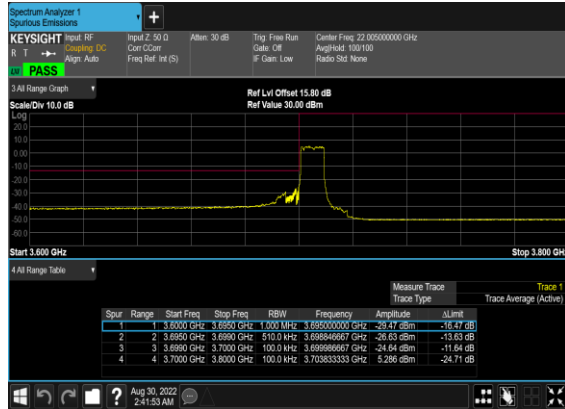 Spectrum Analyzer 1
Spurious Emissions
KEYSIGHT Input: RF Input Z: 50 Ω Atten: 30 dB Trig: Free Run Center Freq: 22.005000000 GHz
R T Coupling: DC Corr CCorr Gate: Off Avg|Hold: 100/100
Align: Auto Freq Ref: Int (S) IF Gain: Low Radio Std: None
PASS
3 All Range Graph
Ref Lvl Offset 15.80 dB
Scale/Div 10.0 dB Ref Value 30.00 dBm
Log
20.0
10.0
0.00
-10.0
-20.0
-30.0
-40.0
-50.0
-60.0
Start 3.600 GHz Stop 3.800 GH
4 All Range Table
Measure Trace Trace 1
Trace Type Trace Average (Active)
Spur Range Start Freq Stop Freq RBW Frequency Amplitude ΔLimit
1 1 3.6000 GHz 3.6950 GHz 1.000 MHz 3.695000000 GHz -29.47 dBm -16.47 dB
2 2 3.6950 GHz 3.6990 GHz 510.0 kHz 3.698846667 GHz -26.63 dBm -13.63 dB
3 3 3.6990 GHz 3.7000 GHz 100.0 kHz 3.699986667 GHz -24.64 dBm -11.64 dB
4 4 3.7000 GHz 3.8000 GHz 100.0 kHz 3.703833333 GHz 5.286 dBm -24.71 dB
Aug 30, 2022
2:41:53 AM